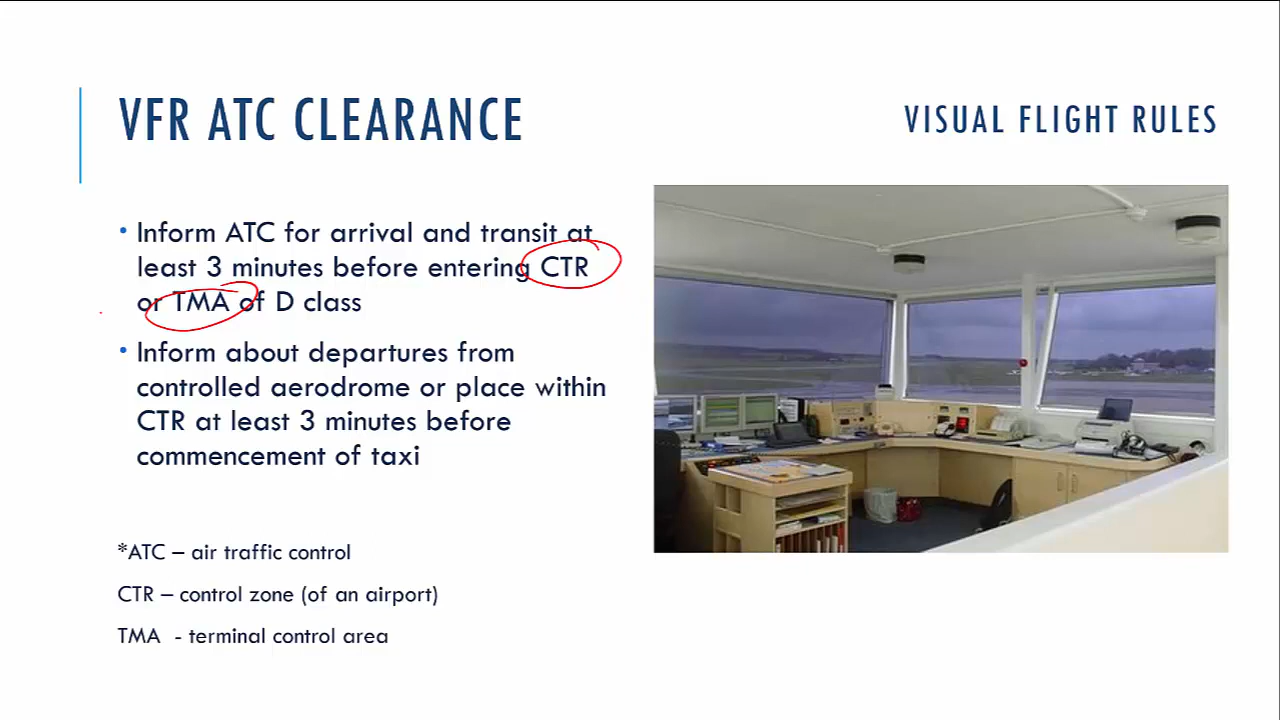 VFR ATC CLEARANCE
VISUAL FLIGHT RULES
• Inform ATC for arrival and transit at
least 3 minutes before entering CTR
or TMA of D class
• Inform about departures from
controlled aerodrome or place within
CTR at least 3 minutes before
commencement of taxi
*ATC – air traffic control
CTR – control zone (of an airport)
TMA - terminal control area